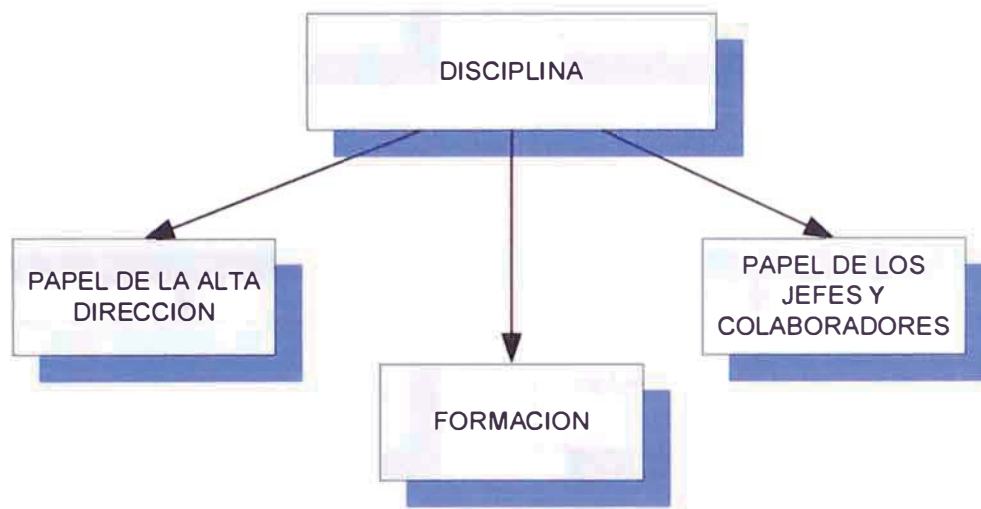 DISCIPLINA
PAPEL DE LA ALTA
DIRECCION
FORMACION
PAPEL DE LOS
JEFES Y
COLABORADORES